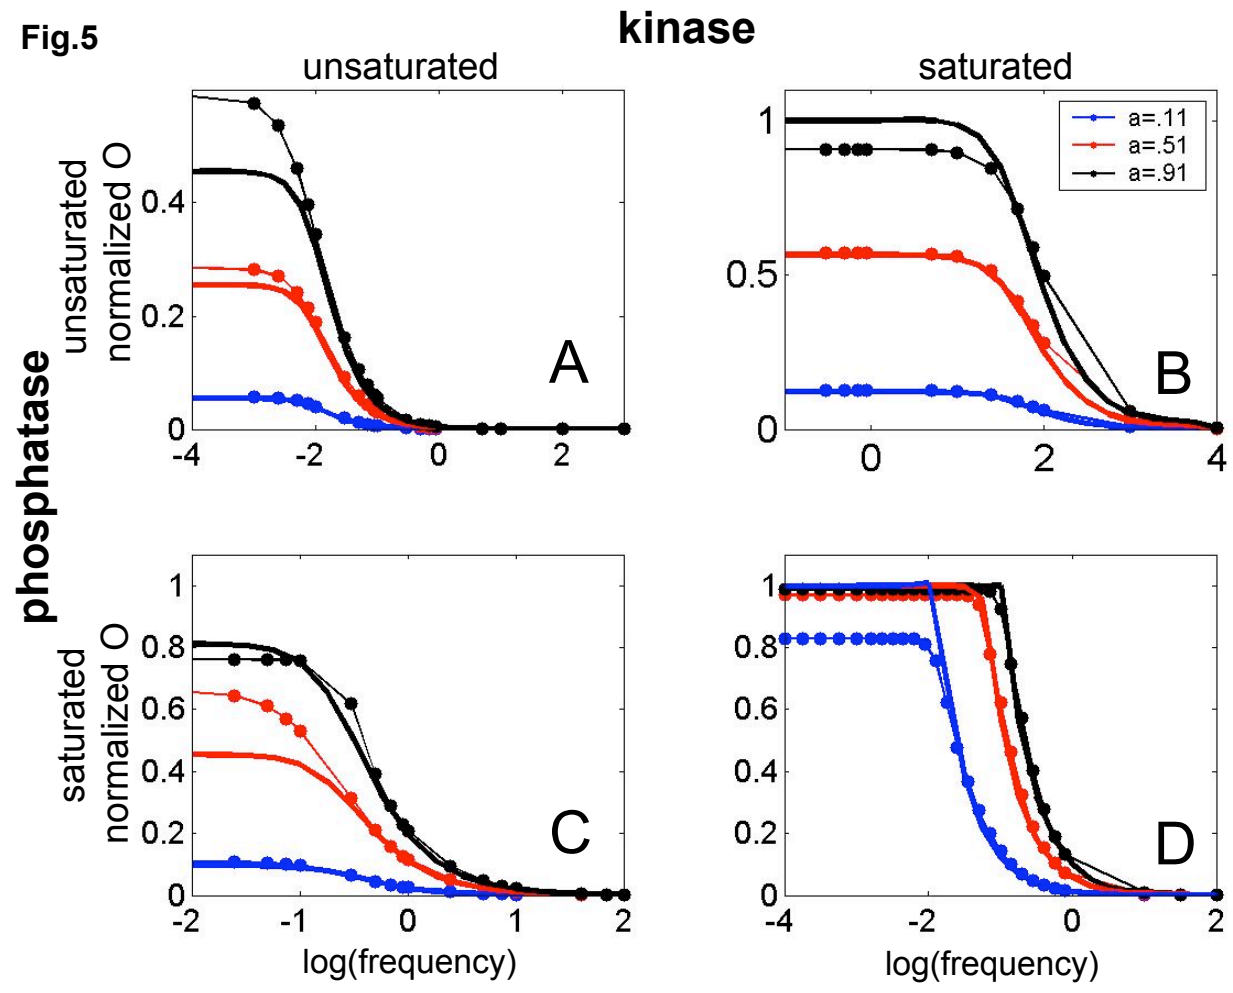 Fig.5
kinase
unsaturated
saturated
phosphatase
unsaturated
normalized O
0.4
0.2
0
-4
-2
0
2
A
1
0.5
0
0
2
4
a=.11
a=.51
a=.91
B
saturated
normalized O
1
0.8
0.6
0.4
0.2
0
-2
-1
0
1
2
C
log(frequency)
1
0.8
0.6
0.4
0.2
0
-4
-2
0
2
D
log(frequency)